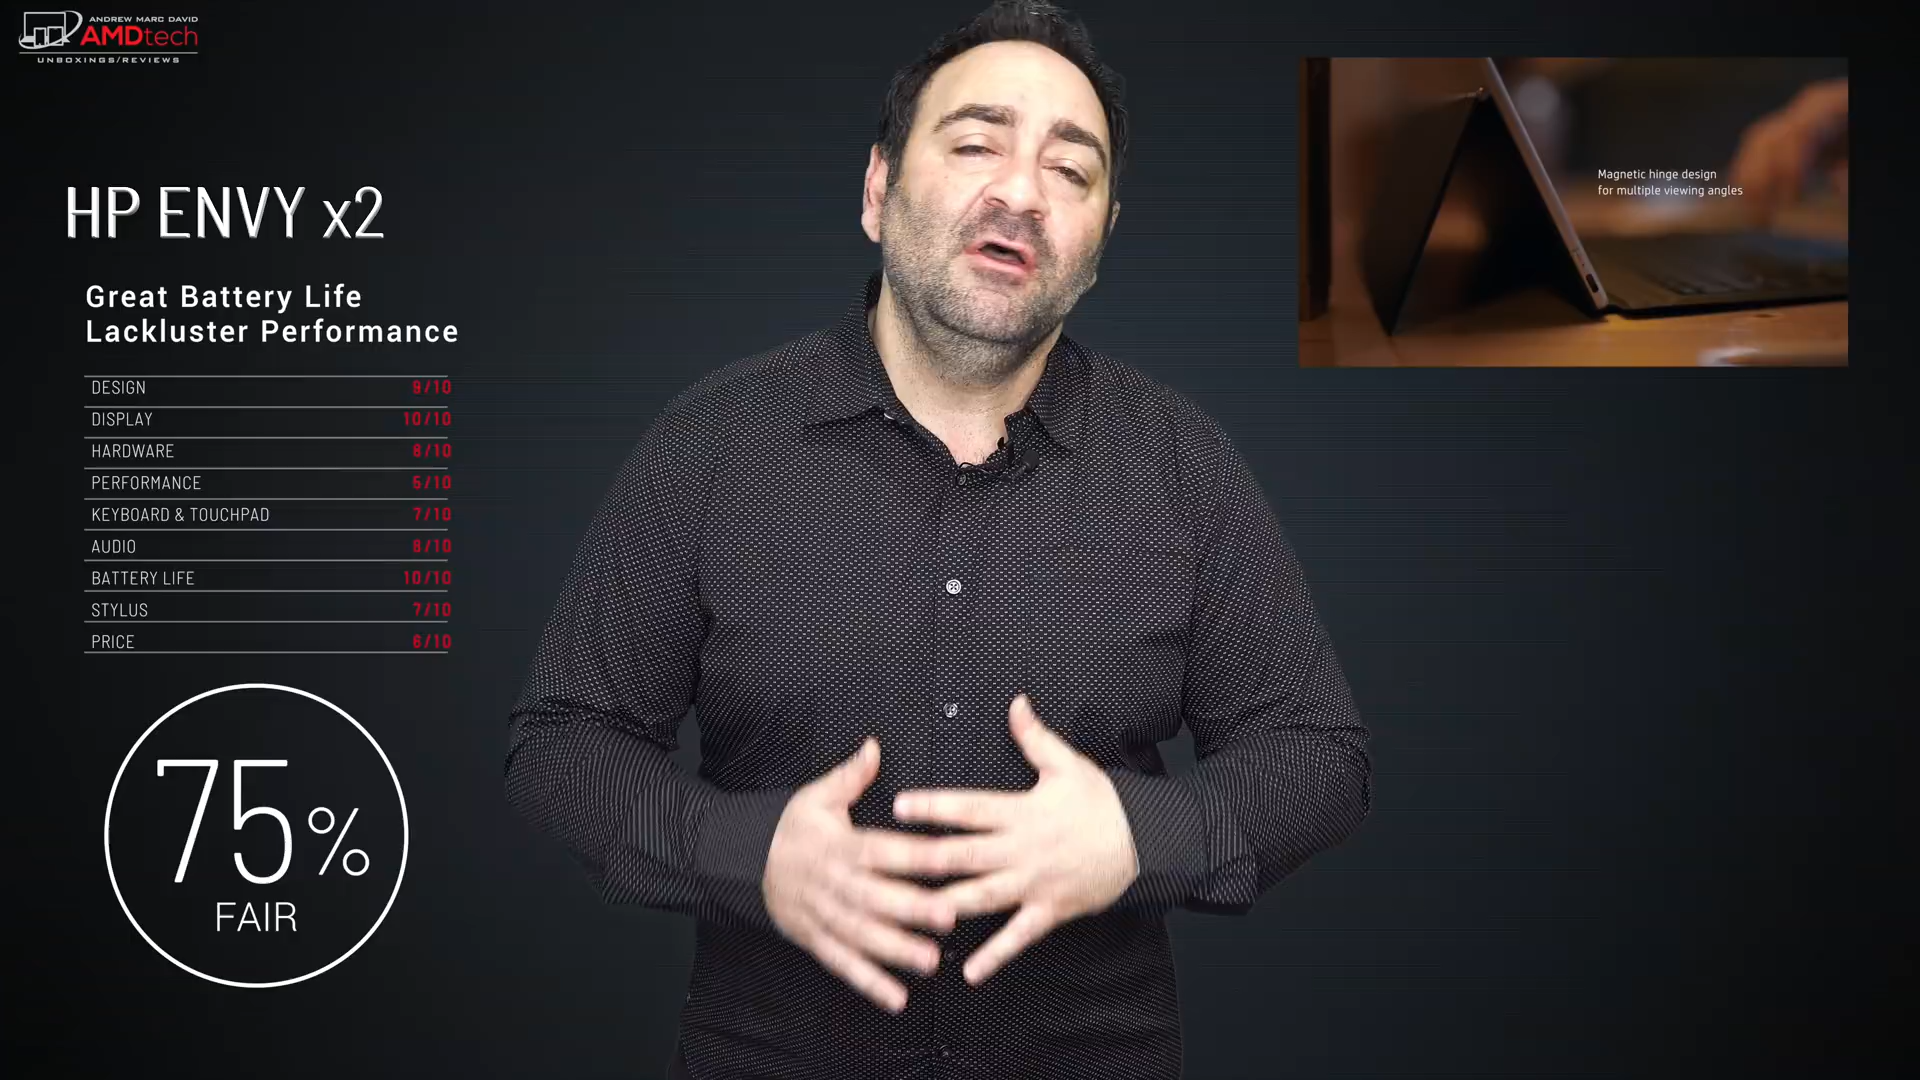 ANDREW MARC DAVID
AMDtech
UNBOXINGS/REVIEWS
HP ENVY x2
Great Battery Life
Lackluster Performance
DESIGN 9/10
DISPLAY 10/10
HARDWARE 8/10
PERFORMANCE 5/10
KEYBOARD & TOUCHPAD 7/10
AUDIO 8/10
BATTERY LIFE 10/10
STYLUS 7/10
PRICE 6/10
75%
FAIR
Magnetic hinge design
for multiple viewing angles